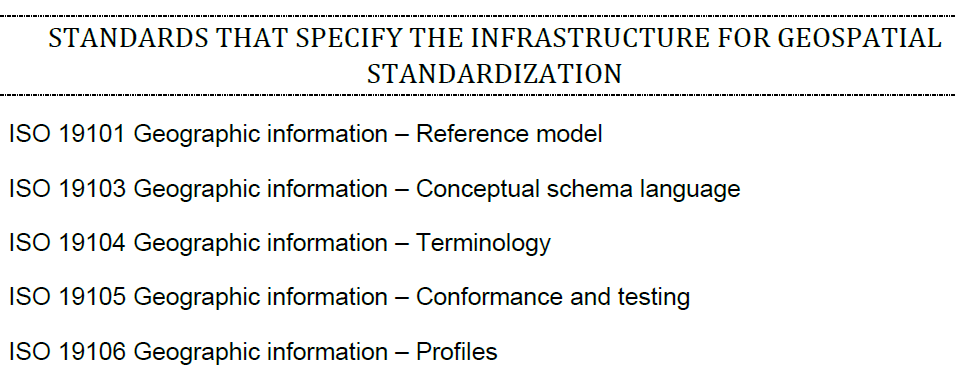 STANDARDS THAT SPECIFY THE INFRASTRUCTURE FOR GEOSPATIAL
STANDARDIZATION
ISO 19101 Geographic information – Reference model
ISO 19103 Geographic information – Conceptual schema language
ISO 19104 Geographic information – Terminology
ISO 19105 Geographic information – Conformance and testing
ISO 19106 Geographic information – Profiles